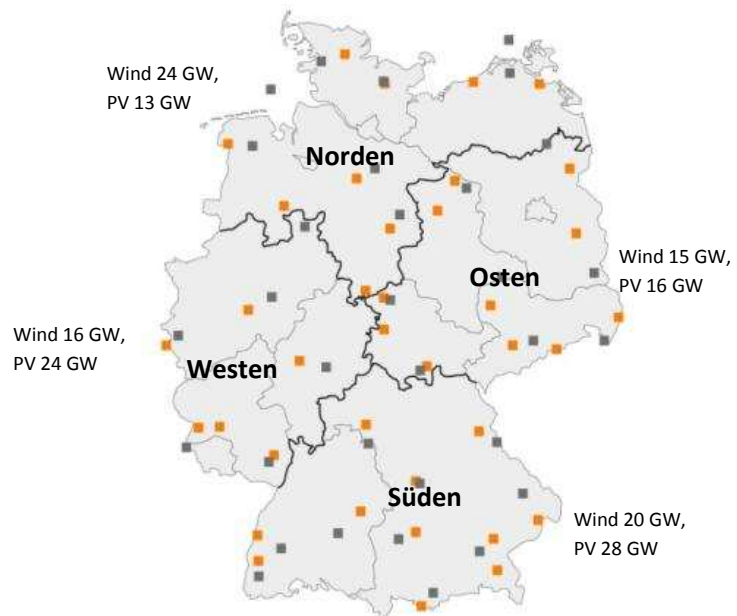 Wind 24 GW,
PV 13 GW
Norden
Wind 15 GW,
PV 16 GW
Osten
Wind 16 GW,
PV 24 GW
Westen
Süden
Wind 20 GW,
PV 28 GW